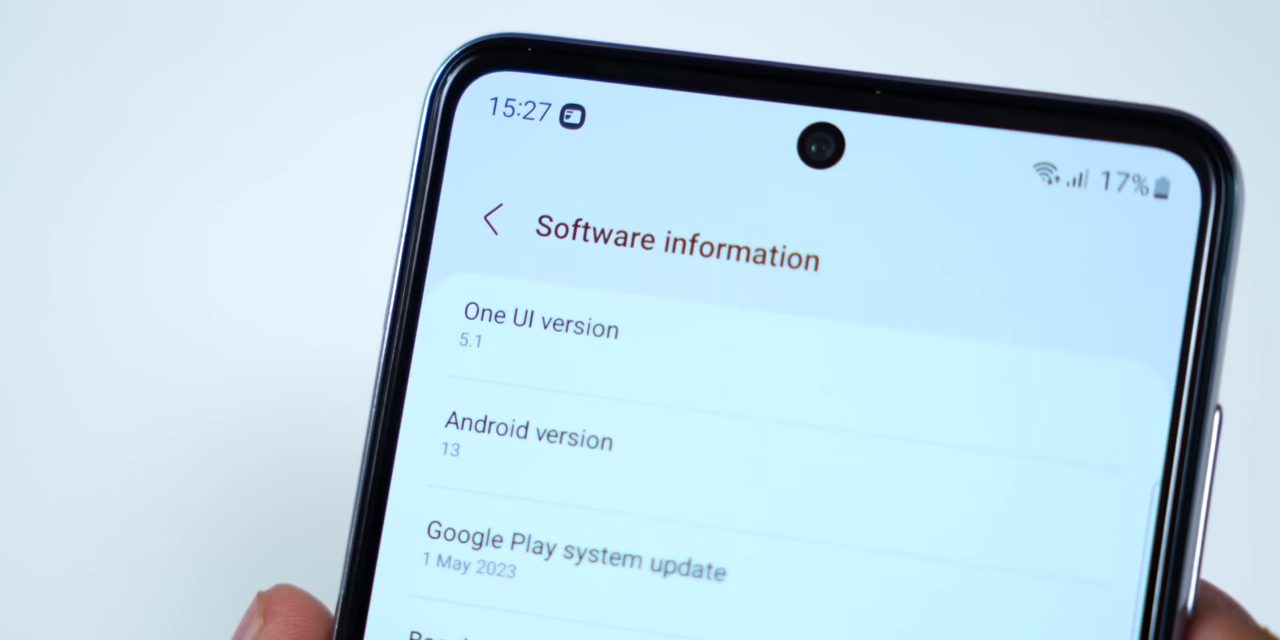 15:27
17%
Software information
One UI version
5.1
Android version
13
Google Play system update
1 May 2023